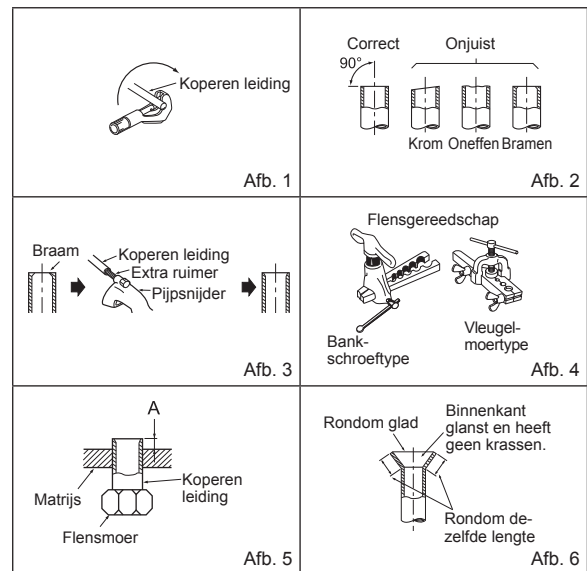 Koperen leiding
Afb. 1
Correct
Onjuist
90°
Krom Oneffen Bramen
Afb. 2
Braam
Koperen leiding
Extra ruimer
Pijpsnijder
Afb. 3
Flensgereedschap
Bank-
schroeftype
Vleugel-
moertype
Afb. 4
A
Koperen
leiding
Matrijs
Flensmoer
Afb. 5
Rondom glad
Binnenkant
glanst en heeft
geen krassen.
Rondom de-
zelfde lengte
Afb. 6